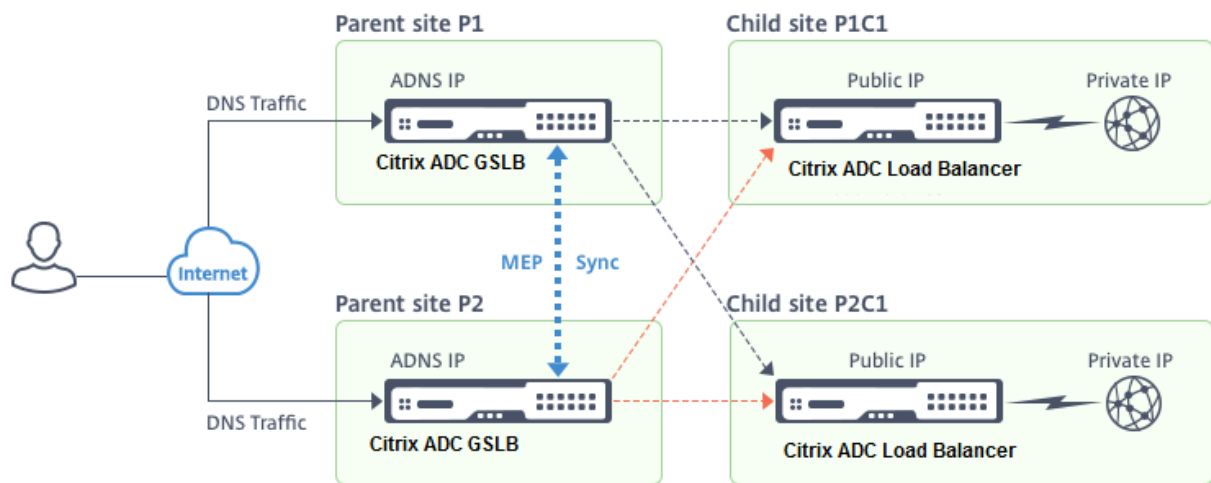 Parent site P1
Child site P1C1
ADNS IP
Public IP
Private IP
DNS Traffic
Citrix ADC GSLB
Citrix ADC Load Balancer
Internet
MEP Sync
Parent site P2
Child site P2C1
ADNS IP
Public IP
Private IP
DNS Traffic
Citrix ADC GSLB
Citrix ADC Load Balancer